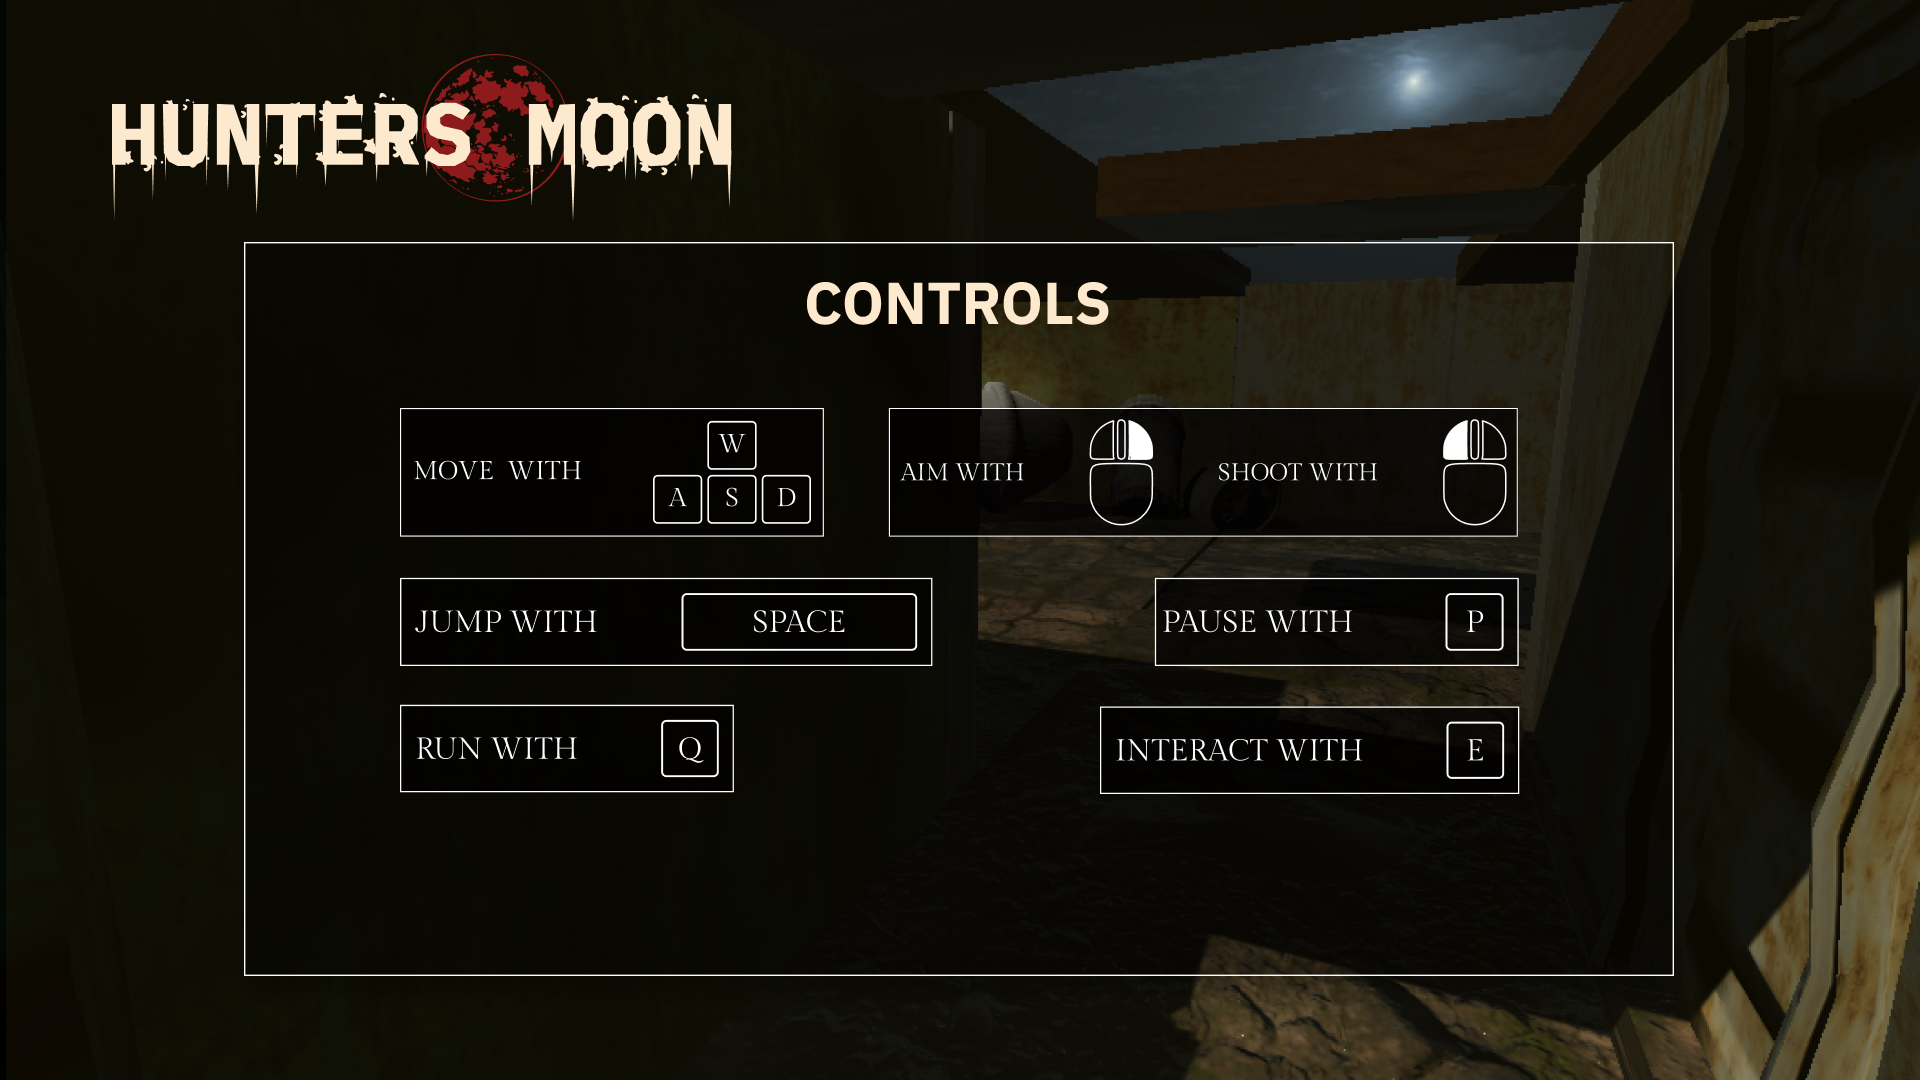 HUNTERS MOON
CONTROLS
MOVE WITH
W
A S D
AIM WITH
SHOOT WITH
JUMP WITH SPACE
PAUSE WITH P
RUN WITH Q
INTERACT WITH E